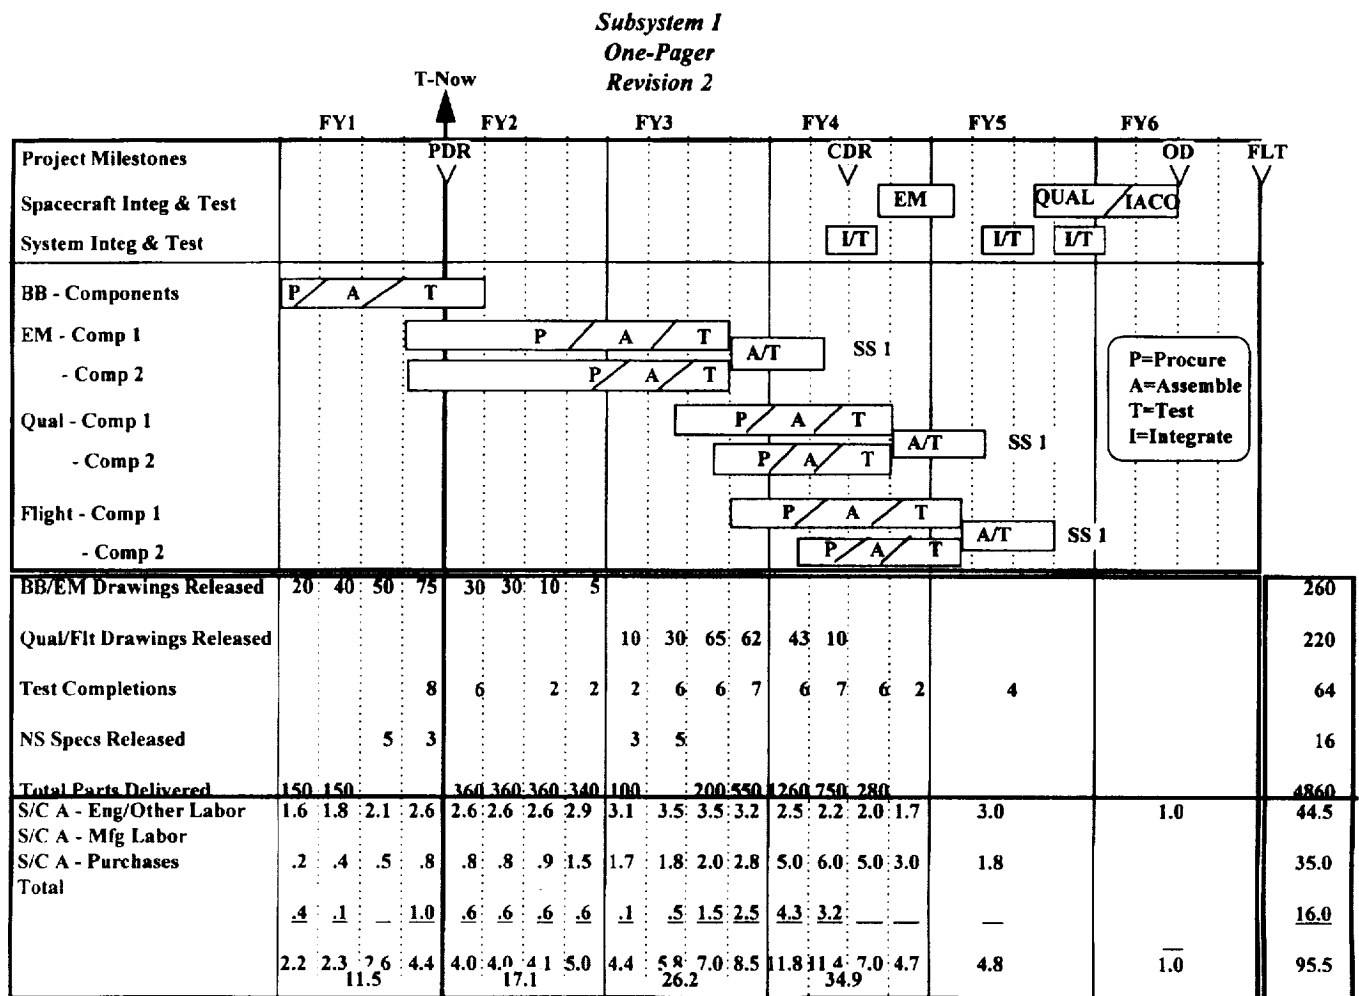 Subsystem 1
One-Pager
Revision 2
T-Now
FY1 FY2 FY3 FY4 FY5 FY6
Project Milestones PDR CDR OD FLT
Spacecraft Integ & Test EM QUAL IACO
System Integ & Test I/T I/T I/T
BB - Components P A T
EM - Comp 1 P A T
A/T SS 1
- Comp 2 P A T
P=Procure
A=Assemble
T=Test
I=Integrate
Qual - Comp 1 P A T
A/T SS 1
- Comp 2 P A T
Flight - Comp 1 P A T
A/T SS 1
- Comp 2 P A T
BB/EM Drawings Released 20 40 50 75 30 30 10 5 260
Qual/Flt Drawings Released 10 30 65 62 43 10 220
Test Completions 8 6 2 2 2 6 6 7 6 7 6 2 4 64
NS Specs Released 5 3 3 5 16
Total Parts Delivered 150 150 360 360 360 340 100 200 550 1260 750 280 4860
S/C A - Eng/Other Labor 1.6 1.8 2.1 2.6 2.6 2.6 2.6 2.9 3.1 3.5 3.5 3.2 2.5 2.2 2.0 1.7 3.0 1.0 44.5
S/C A - Mfg Labor
S/C A - Purchases .2 .4 .5 .8 .8 .8 .9 1.5 1.7 1.8 2.0 2.8 5.0 6.0 5.0 3.0 1.8 35.0
Total
.4 .1 1.0 .6 .6 .6 .6 .1 .5 1.5 2.5 4.3 3.2 16.0
2.2 2.3 2.6 4.4 4.0 4.0 4.1 5.0 4.4 5.8 7.0 8.5 11.8 11.4 7.0 4.7 4.8 1.0 95.5
11.5 17.1 26.2 34.9